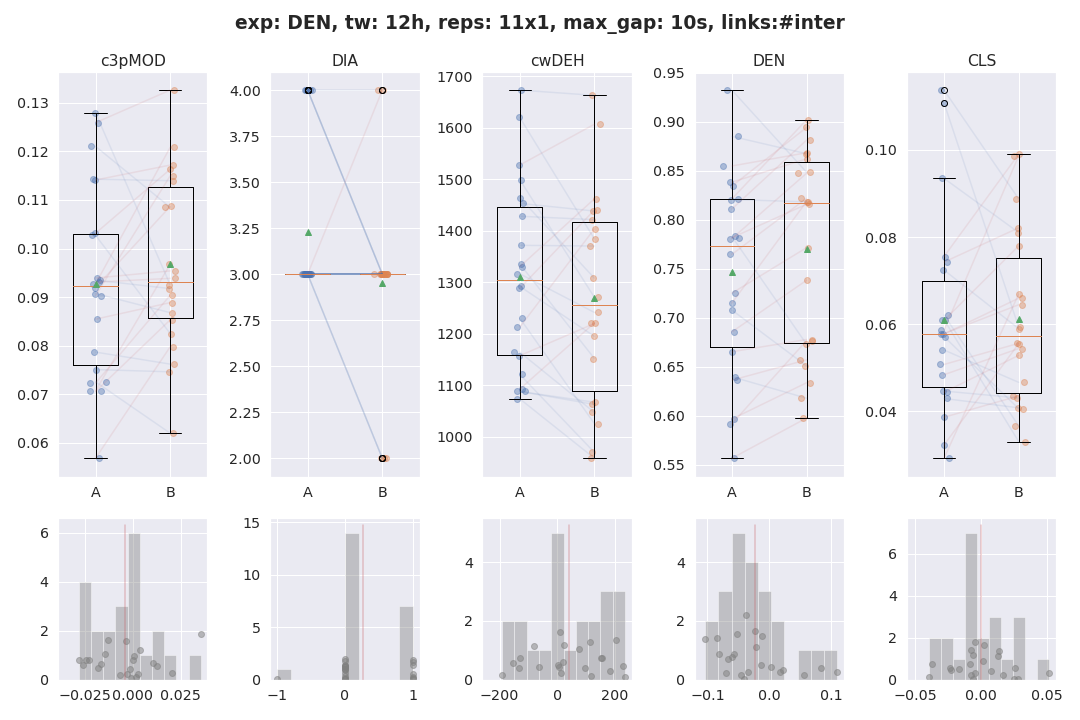 exp: DEN, tw: 12h, reps: 11x1, max_gap: 10s, links:#inter
c3pMOD DIA cwDEH DEN CLS
0.13 0.12 0.11 0.10 0.09 0.08 0.07 0.06
4.00 3.75 3.50 3.25 3.00 2.75 2.50 2.25 2.00
1700 1600 1500 1400 1300 1200 1100 1000
0.95 0.90 0.85 0.80 0.75 0.70 0.65 0.60 0.55
0.10 0.08 0.06 0.04
A B A B A B A B A B
6 4 2 0
15 10 5 0
4 2 0
4 2 0
6 4 2 0
−0.025 0.000 0.025
−1 0 1
−200 0 200
−0.1 0.0 0.1
−0.05 0.00 0.05